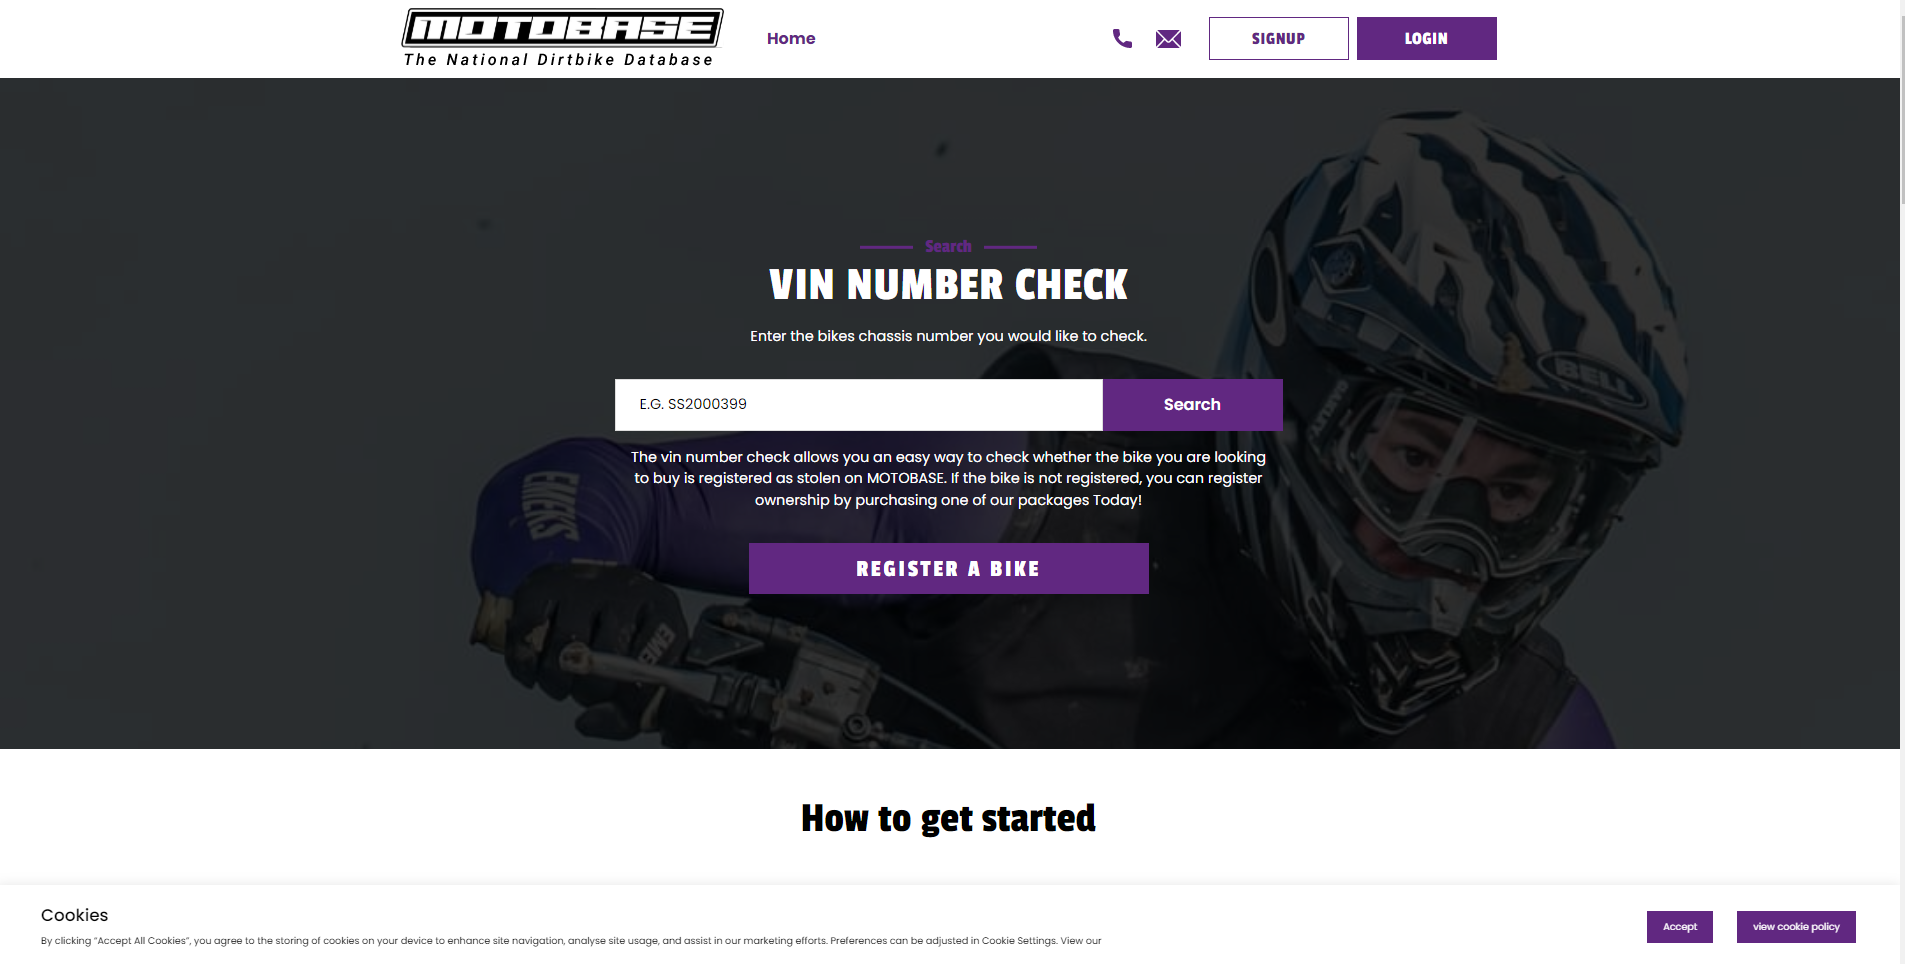 MOTOBASE
The National Dirtbike Database
Home
SIGNUP
LOGIN
Search
VIN NUMBER CHECK
Enter the bikes chassis number you would like to check.
E.G. SS2000399
Search
The vin number check allows you an easy way to check whether the bike you are looking
to buy is registered as stolen on MOTOBASE. If the bike is not registered, you can register
ownership by purchasing one of our packages Today!
REGISTER A BIKE
BELL
How to get started
Cookies
By clicking “Accept All Cookies”, you agree to the storing of cookies on your device to enhance site navigation, analyse site usage, and assist in our marketing efforts. Preferences can be adjusted in Cookie Settings. View our
Accept
view cookie policy